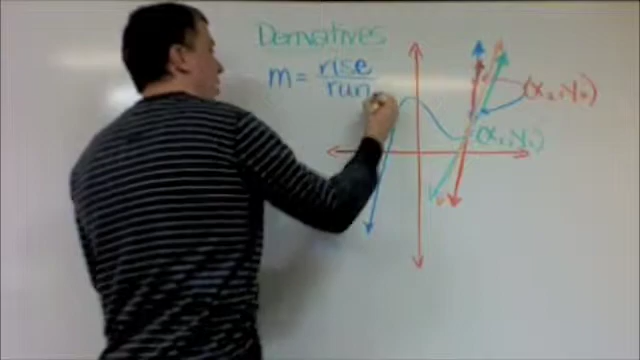 Derivatives
m = rise
run
(x₂, y₂)
(x₁, y₁)